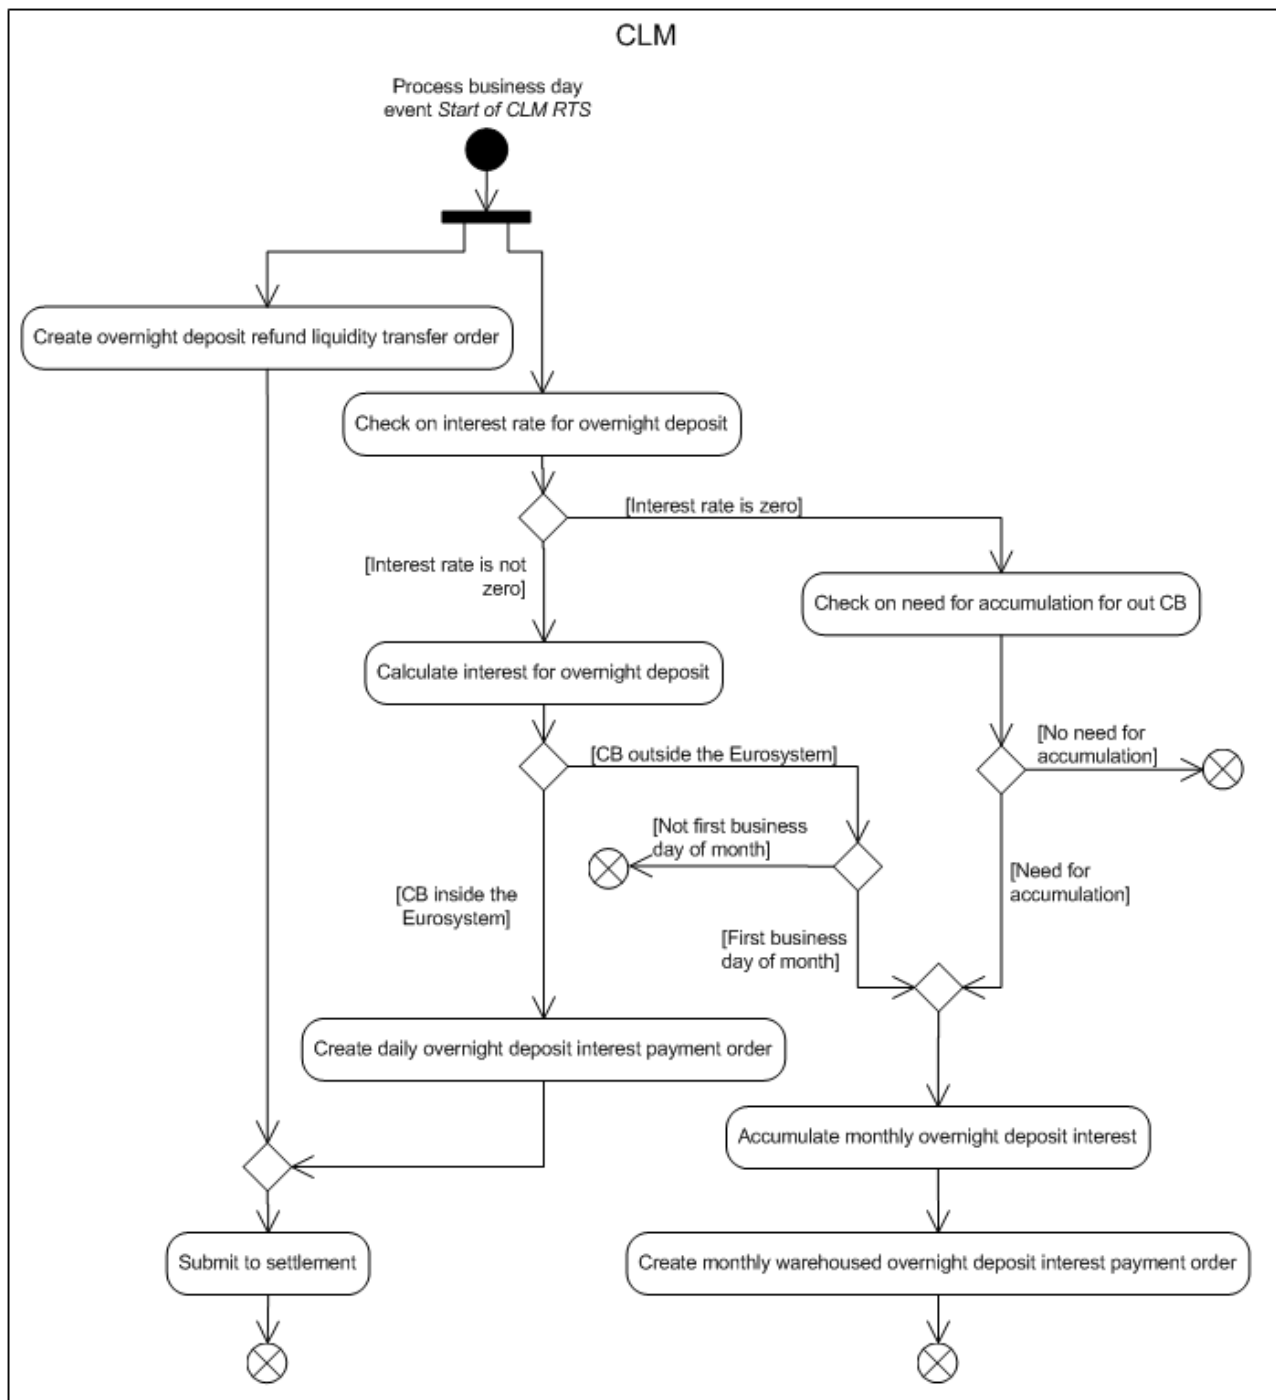 CLM
Process business day
event Start of CLM RTS
Create overnight deposit refund liquidity transfer order
Check on interest rate for overnight deposit
[Interest rate is zero]
[Interest rate is not
zero]
Check on need for accumulation for out CB
Calculate interest for overnight deposit
[CB outside the Eurosystem]
[No need for
accumulation]
[Not first business
day of month]
[Need for
accumulation]
[CB inside the
Eurosystem]
[First business
day of month]
Create daily overnight deposit interest payment order
Accumulate monthly overnight deposit interest
Submit to settlement
Create monthly warehoused overnight deposit interest payment order